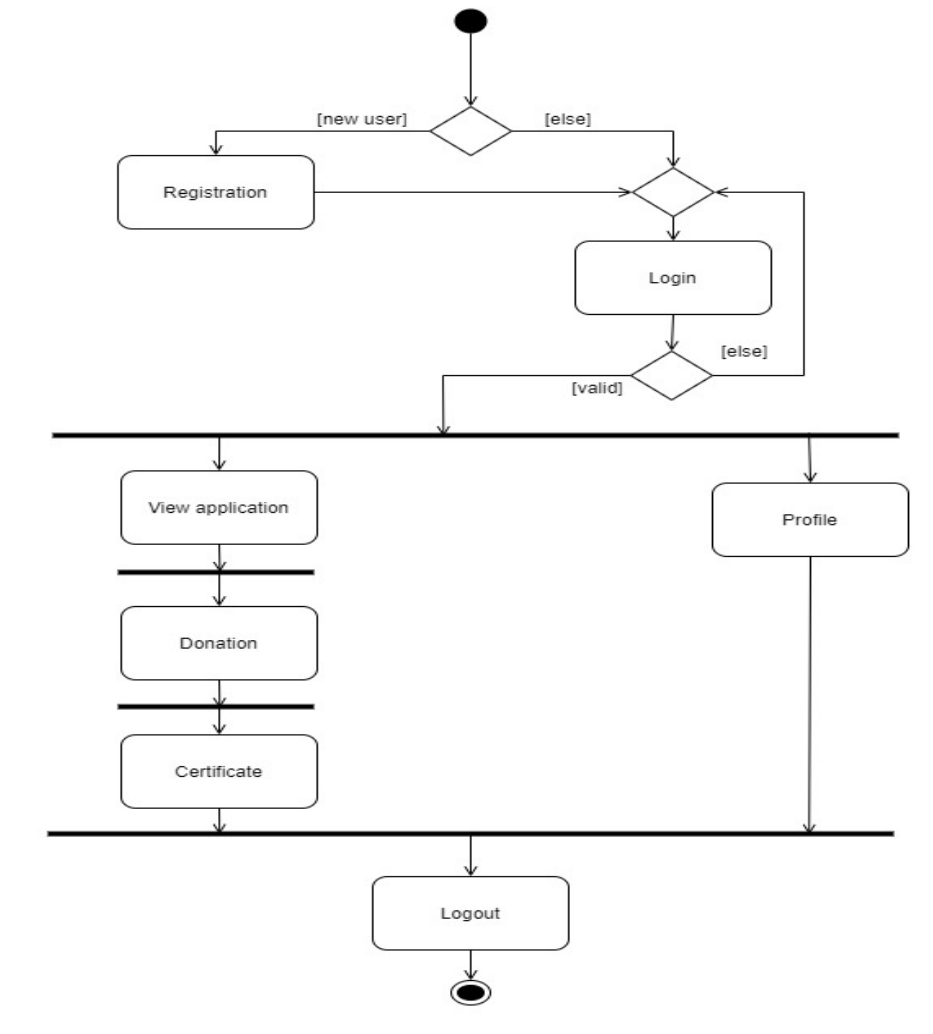 [new user]
[else]
Registration
Login
[else]
[valid]
View application
Profile
Donation
Certificate
Logout